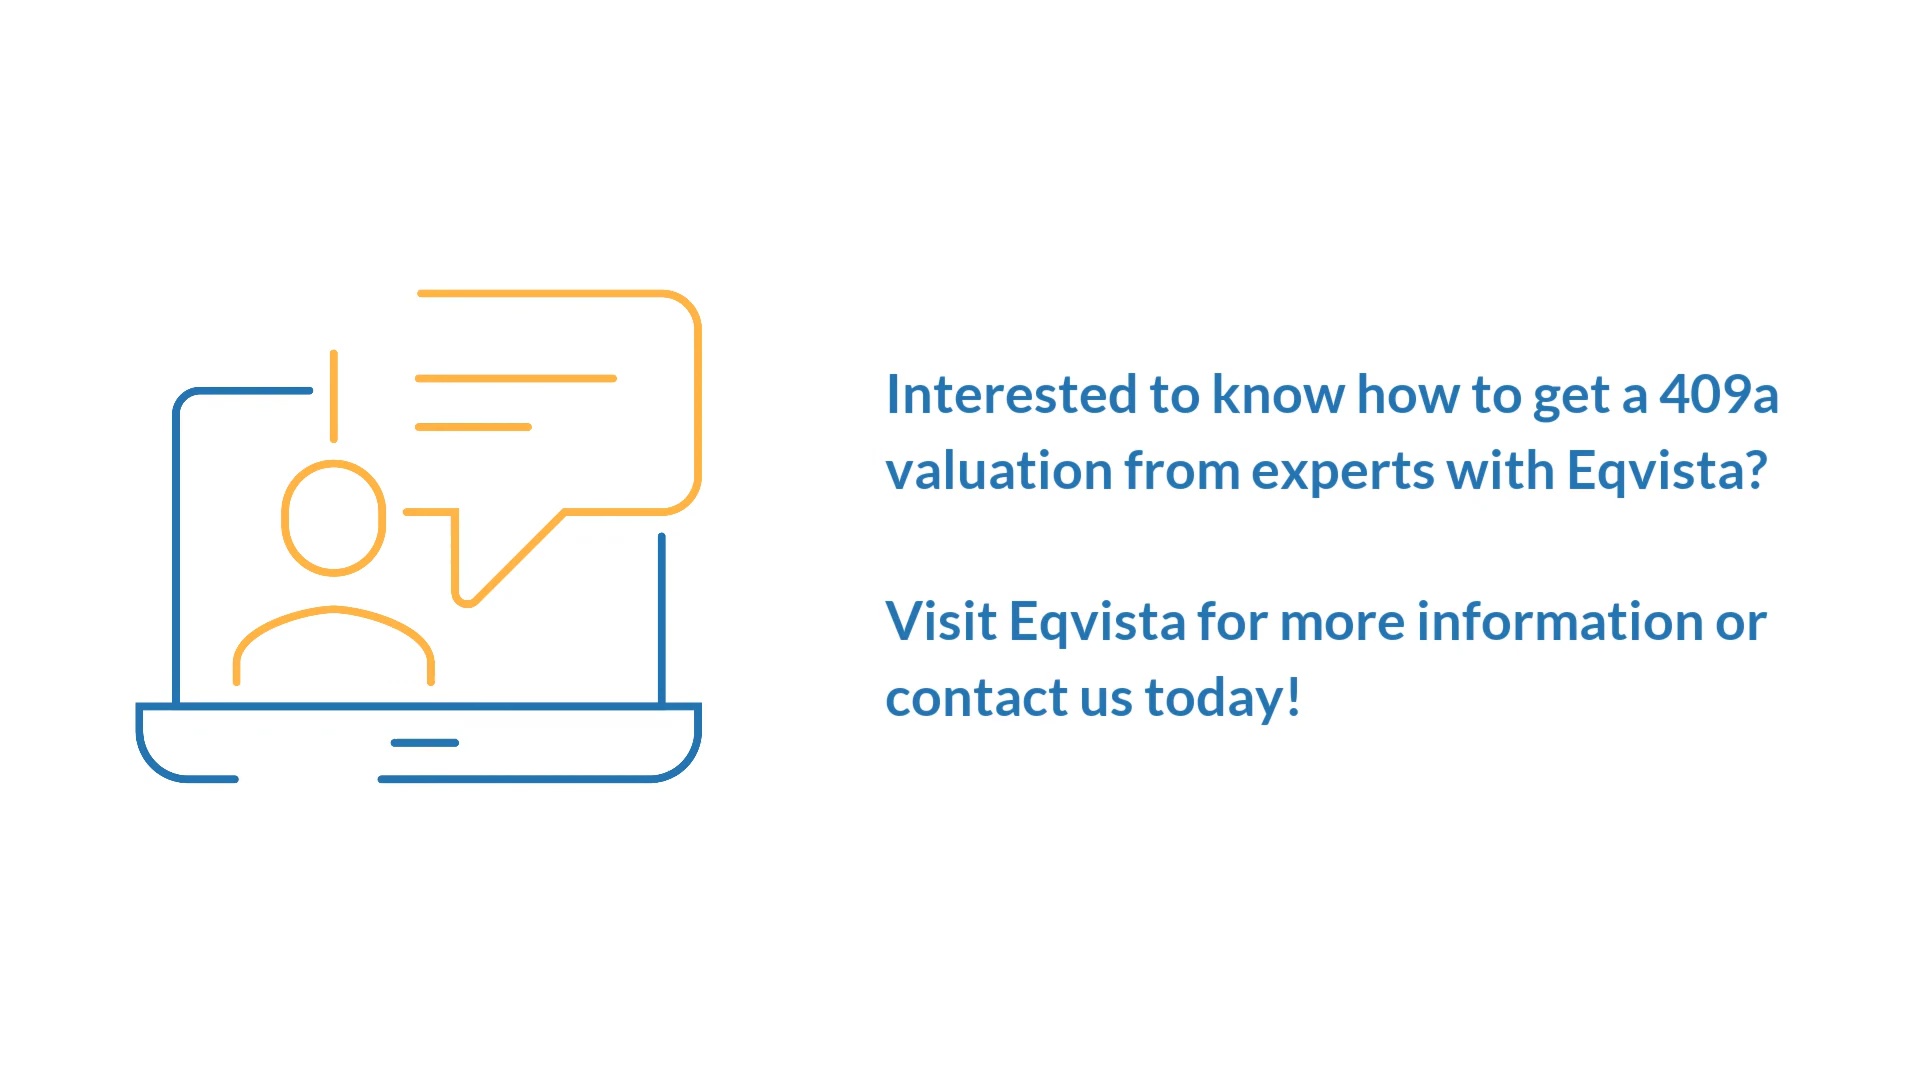 Interested to know how to get a 409a
valuation from experts with Eqvista?
Visit Eqvista for more information or
contact us today!